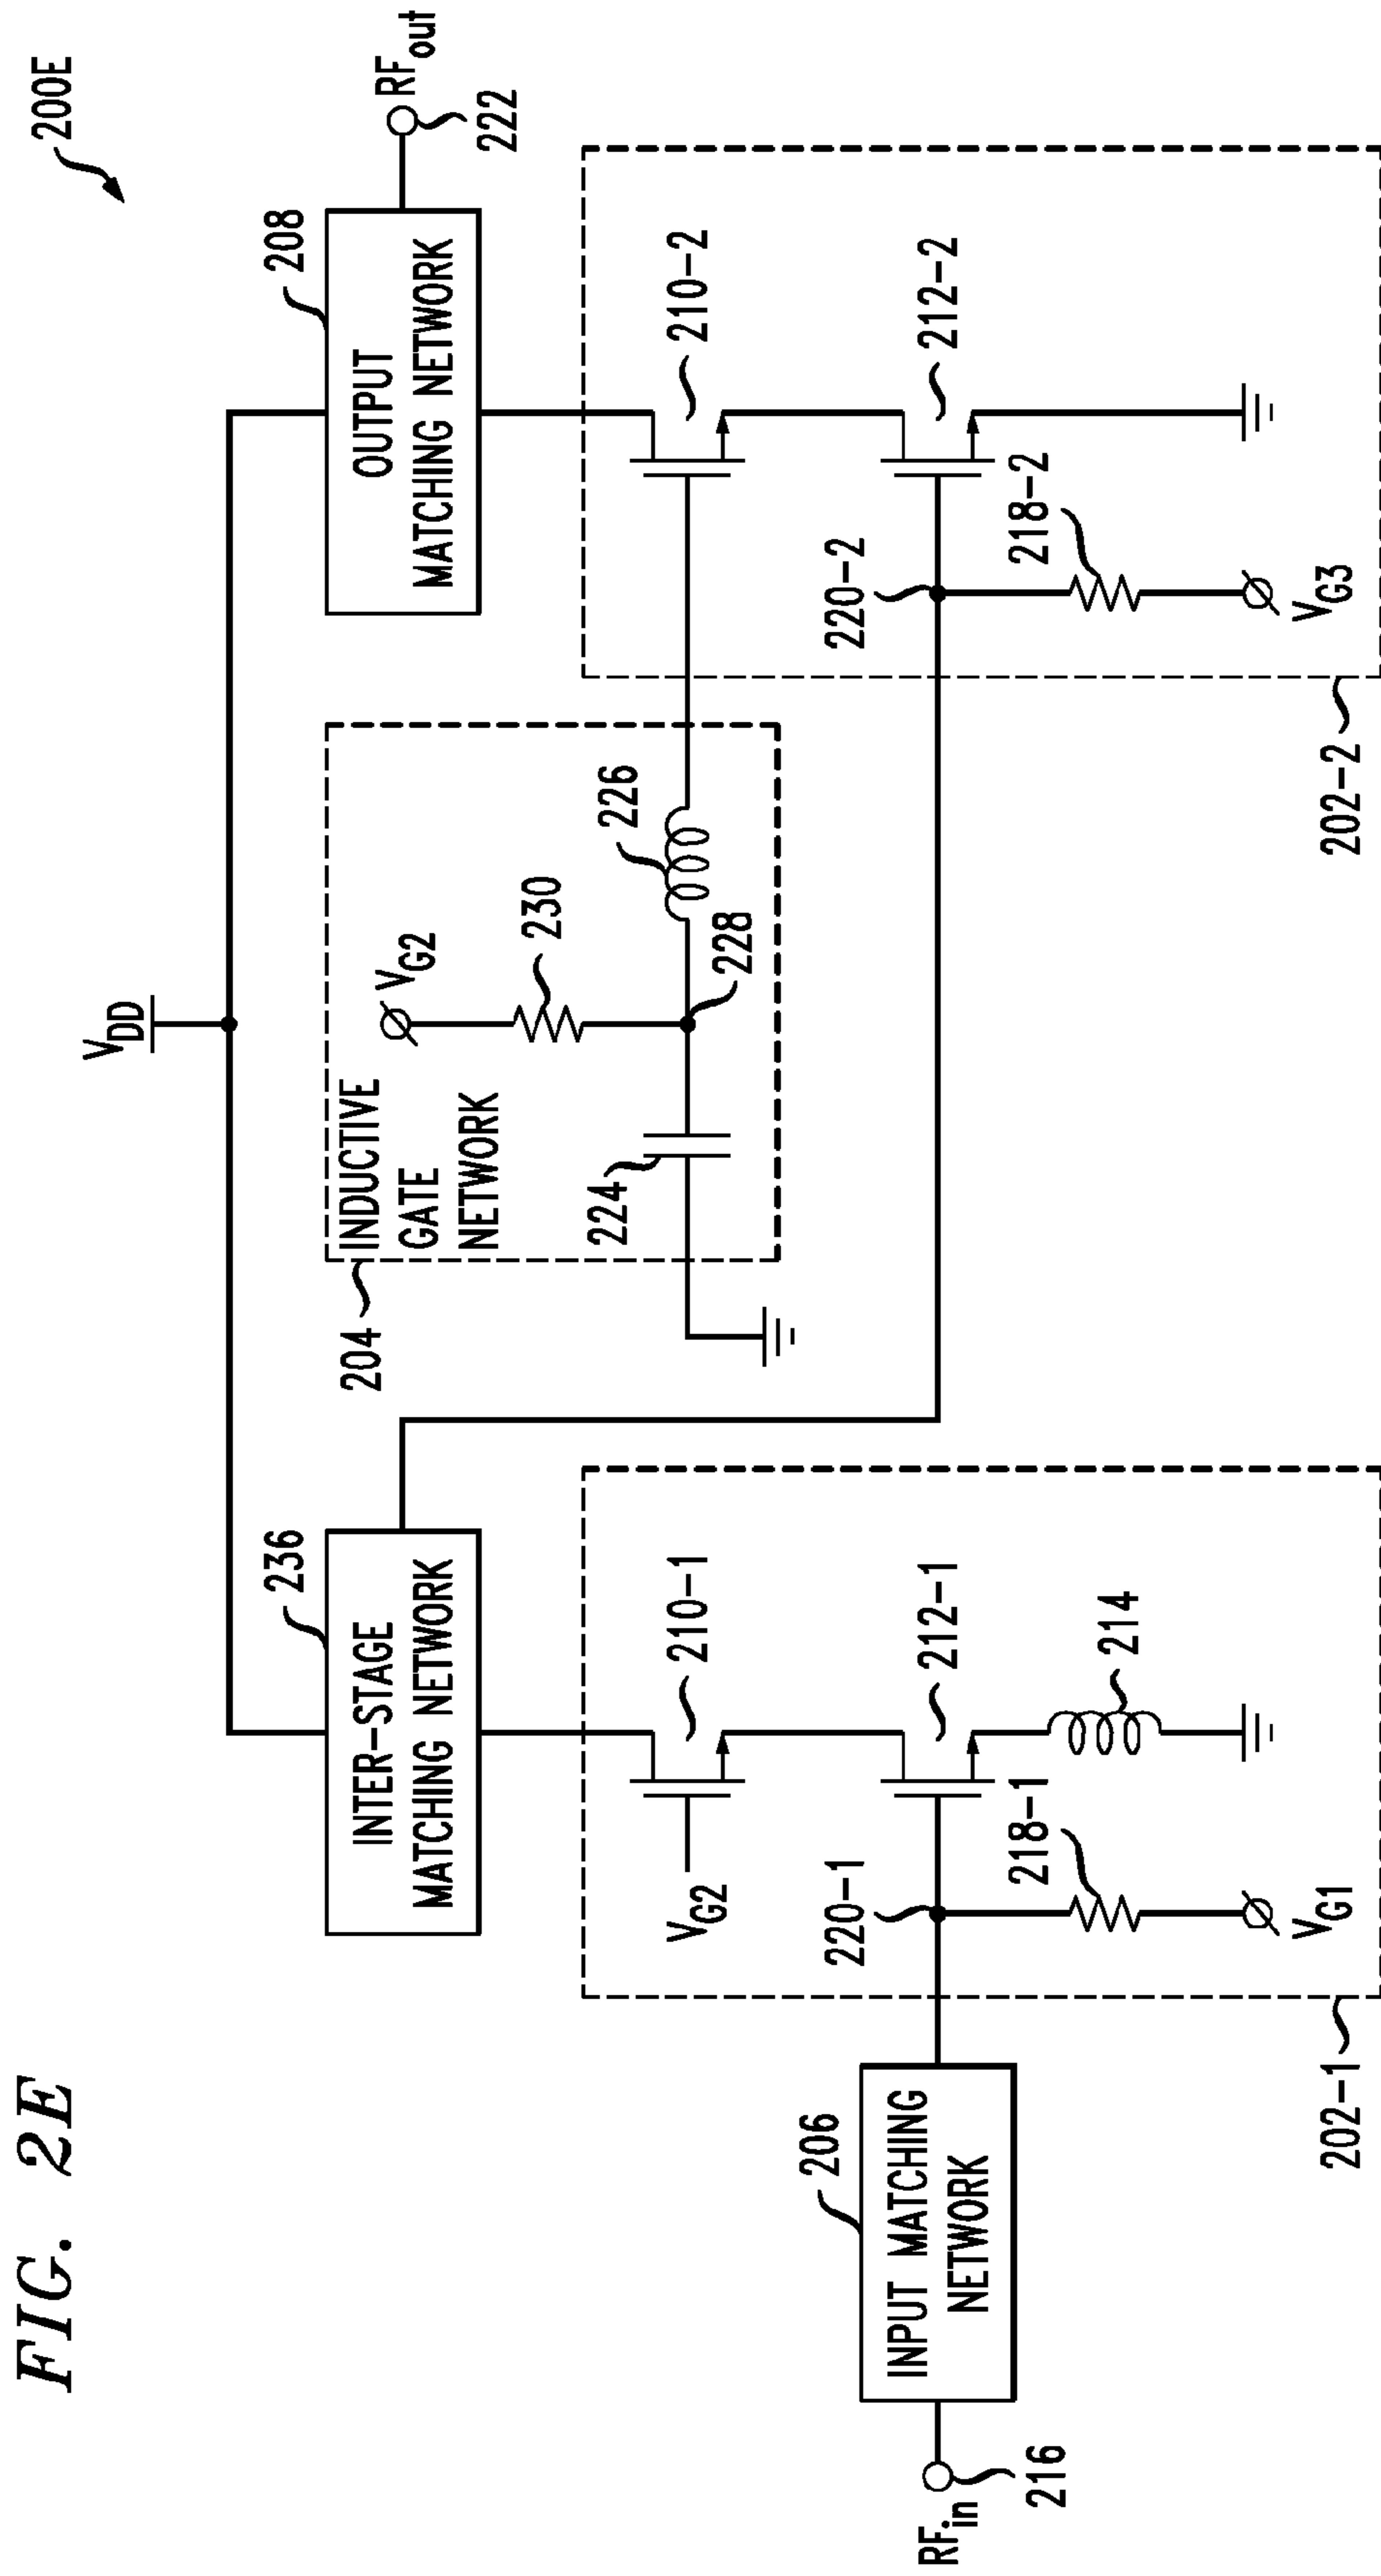 FIG. 2E
200E
VDD
236
INTER-STAGE
MATCHING NETWORK
208
OUTPUT
MATCHING NETWORK
RFout
222
204
INDUCTIVE
GATE
NETWORK
VG2
230
226
224
228
VG2
210-1
210-2
206
INPUT MATCHING
NETWORK
RFin
216
220-1
212-1
218-1
214
VG1
202-1
220-2
212-2
218-2
VG3
202-2